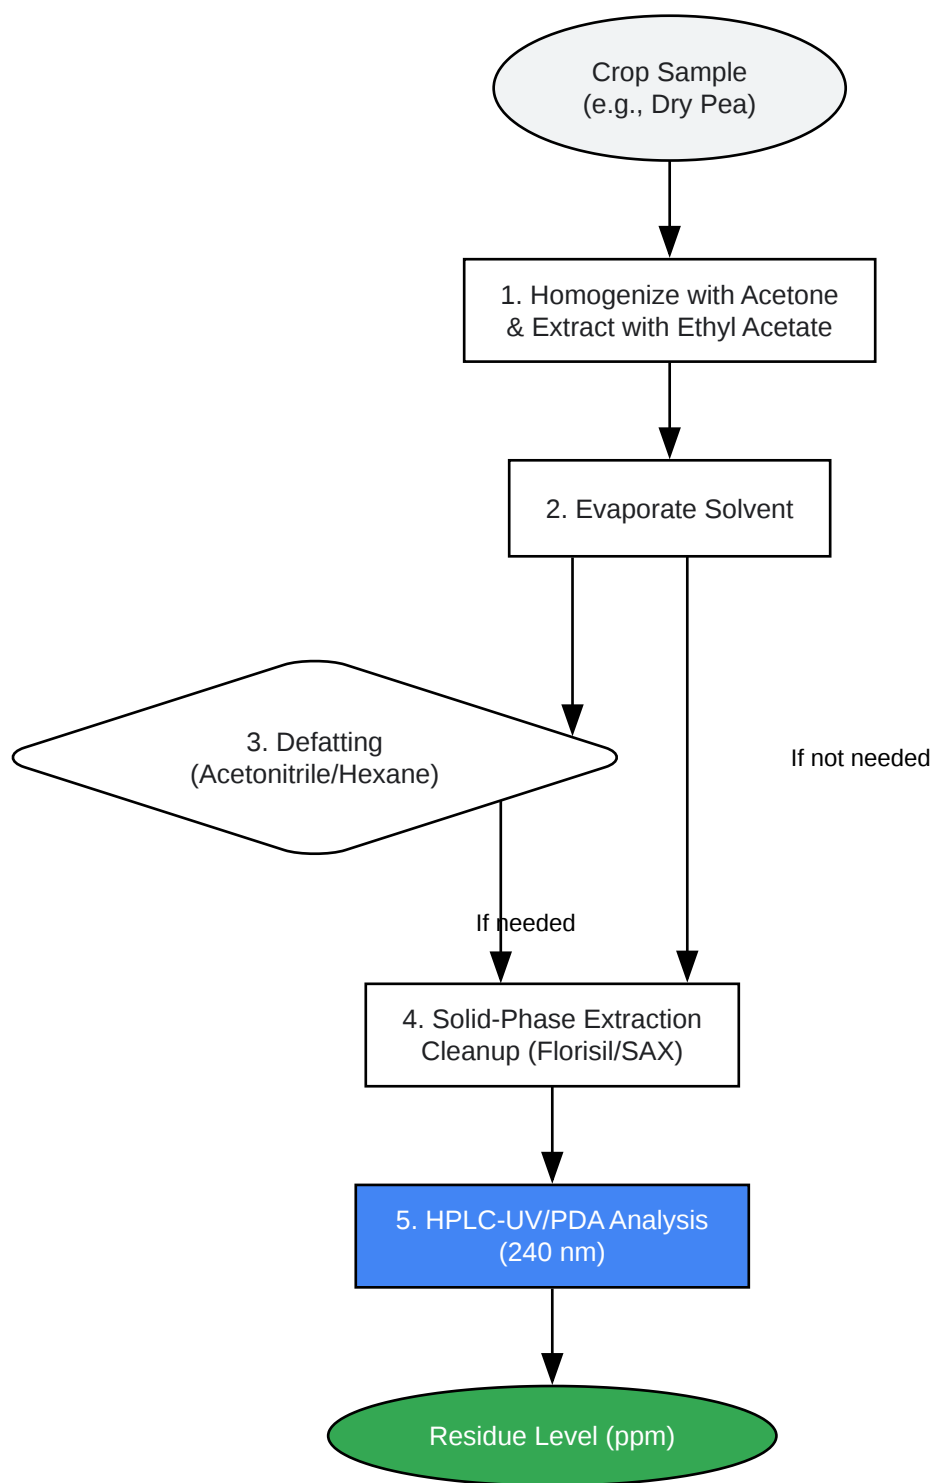 Crop Sample
(e.g., Dry Pea)
1. Homogenize with Acetone
& Extract with Ethyl Acetate
2. Evaporate Solvent
3. Defatting
(Acetonitrile/Hexane)
If not needed
If needed
4. Solid-Phase Extraction
Cleanup (Florisil/SAX)
5. HPLC-UV/PDA Analysis
(240 nm)
Residue Level (ppm)